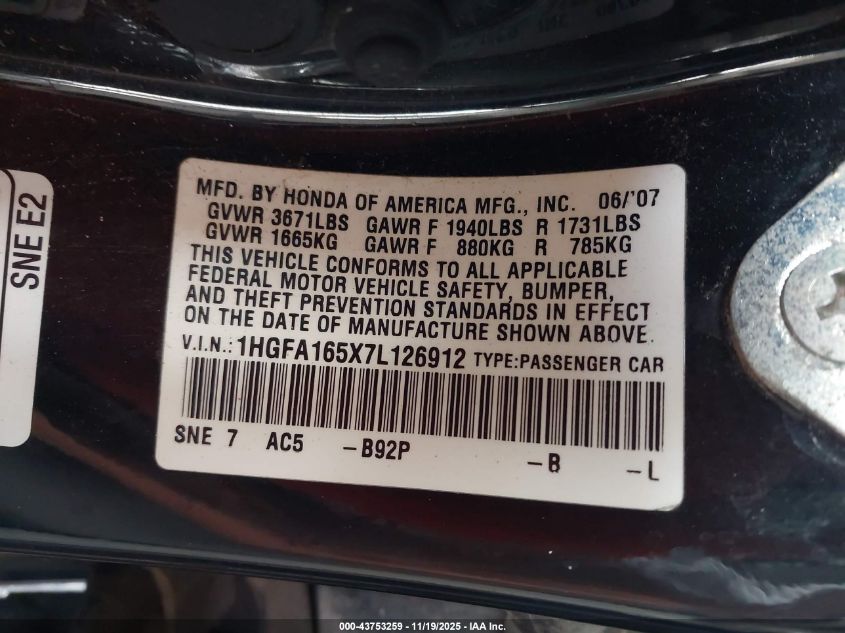 MFD. BY HONDA OF AMERICA MFG., INC. 06/'07
GVWR 3671LBS GAWR F 1940LBS R 1731LBS
GVWR 1665KG GAWR F 880KG R 785KG
THIS VEHICLE CONFORMS TO ALL APPLICABLE
FEDERAL MOTOR VEHICLE SAFETY, BUMPER,
AND THEFT PREVENTION STANDARDS IN EFFECT
ON THE DATE OF MANUFACTURE SHOWN ABOVE.
V.I.N.: 1HGFA165X7L126912 TYPE:PASSENGER CAR
SNE 7 AC5 -B92P -B -L
SNE E2
000-43753259 - 11/19/2025 - IAA Inc.